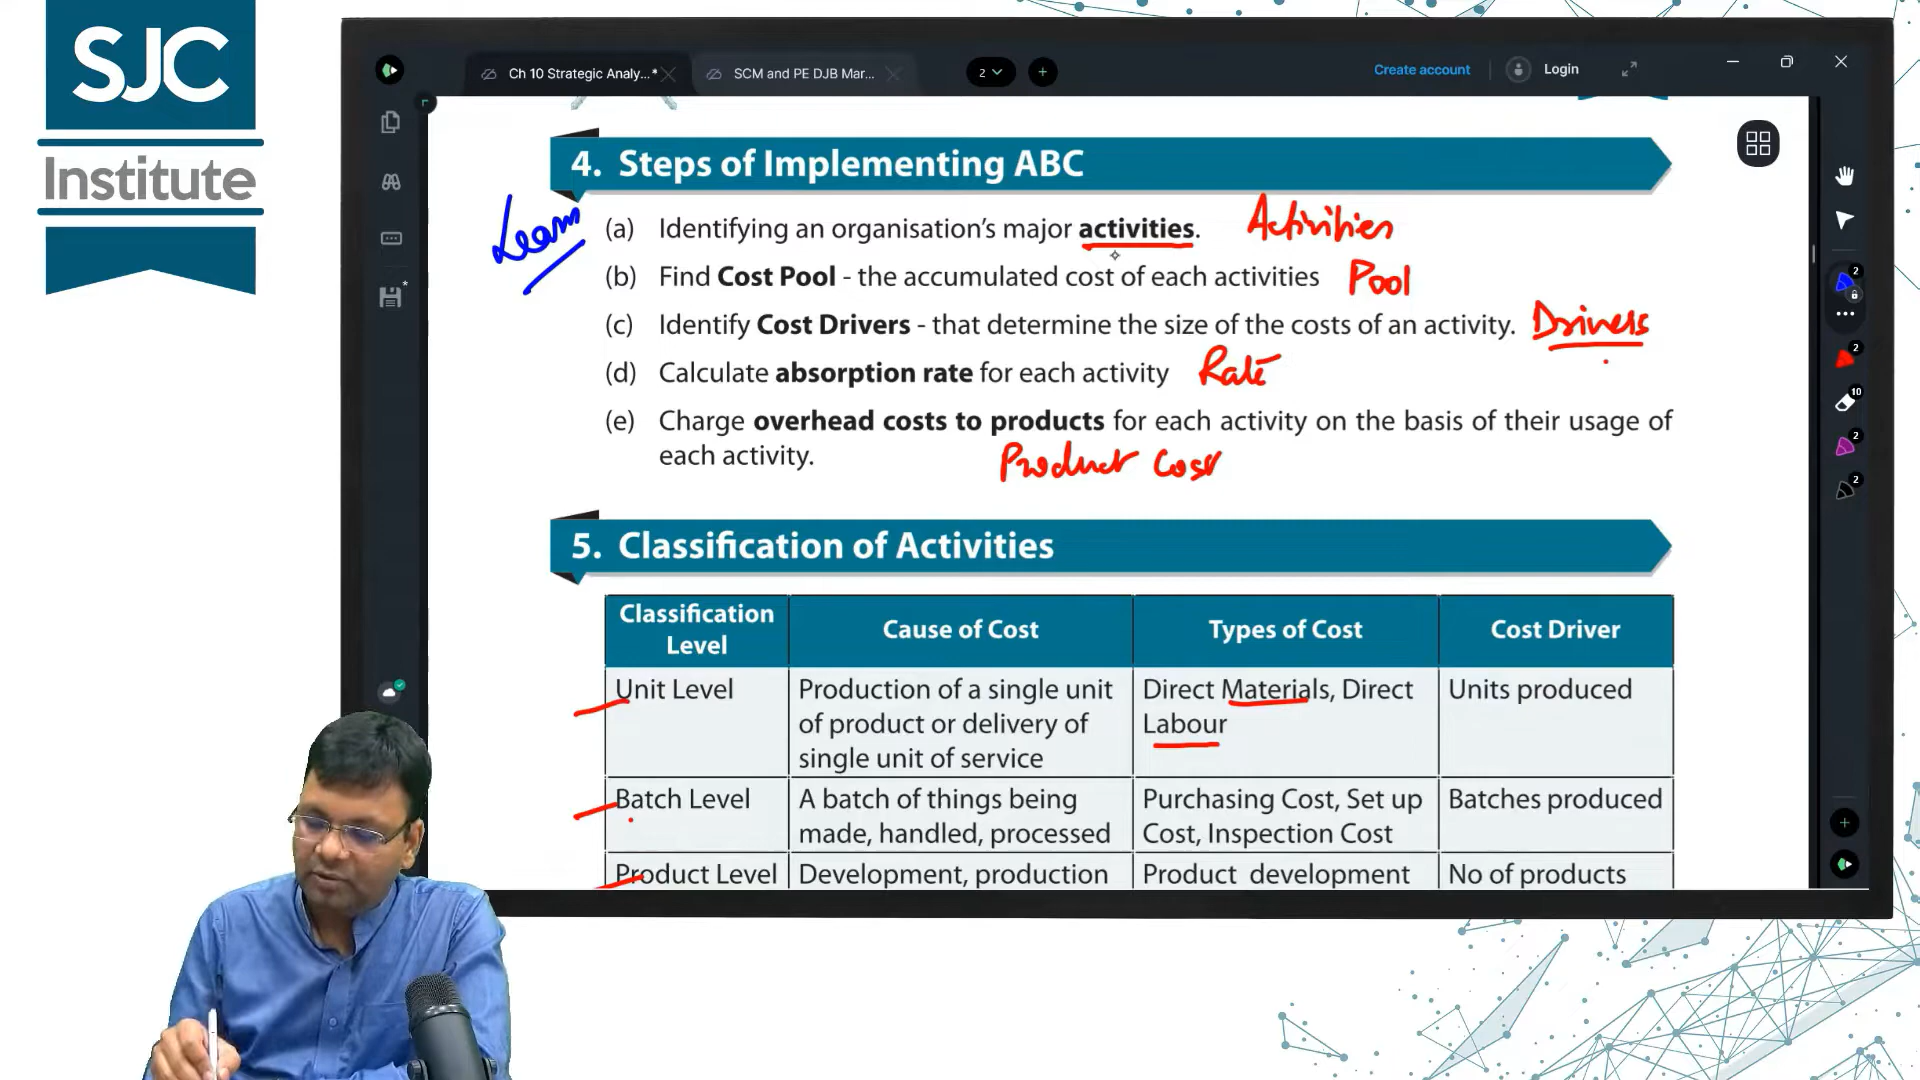 SJC
Institute
Ch 10 Strategic Analy...*
SCM and PE DJB Mar...
2
Create account
Login
4. Steps of Implementing ABC
Learn
(a) Identifying an organisation's major activities. Activities
(b) Find Cost Pool - the accumulated cost of each activities Pool
(c) Identify Cost Drivers - that determine the size of the costs of an activity. Drivers
(d) Calculate absorption rate for each activity Rate
(e) Charge overhead costs to products for each activity on the basis of their usage of
each activity. Product Cost
5. Classification of Activities
Classification
Level
Cause of Cost
Types of Cost
Cost Driver
Unit Level
Production of a single unit
of product or delivery of
single unit of service
Direct Materials, Direct
Labour
Units produced
Batch Level
A batch of things being
made, handled, processed
Purchasing Cost, Set up
Cost, Inspection Cost
Batches produced
Product Level
Development, production
Product development
No of products
2
2
10
2
2